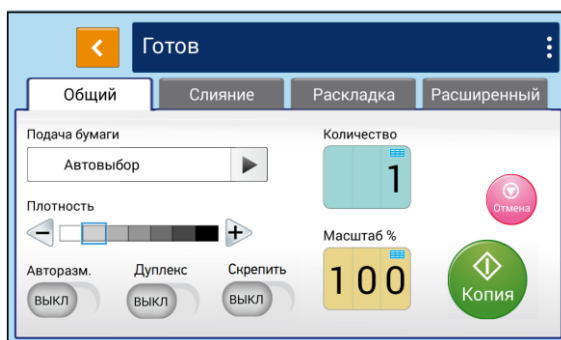 Готов
Общий
Слияние
Раскладка
Расширенный
Подача бумаги
Автовыбор
Плотность
Авторазм.
Дуплекс
Скрепить
ВЫКЛ
ВЫКЛ
ВЫКЛ
Количество
1
Масштаб %
100
Отмена
Копия